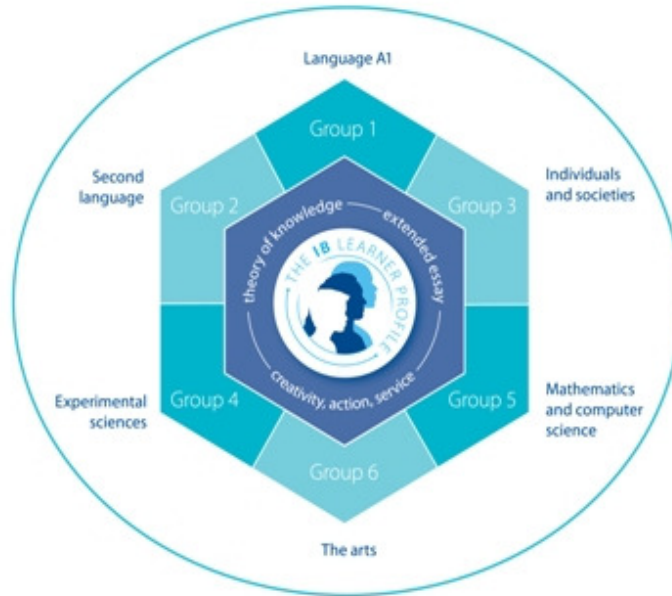 Language A1
Group 1
Second
language
Group 2
Group 3
Individuals
and societies
theory of knowledge
extended essay
THE IB LEARNER PROFILE
creativity, action, service
Experimental
sciences
Group 4
Group 5
Mathematics
and computer
science
Group 6
The arts